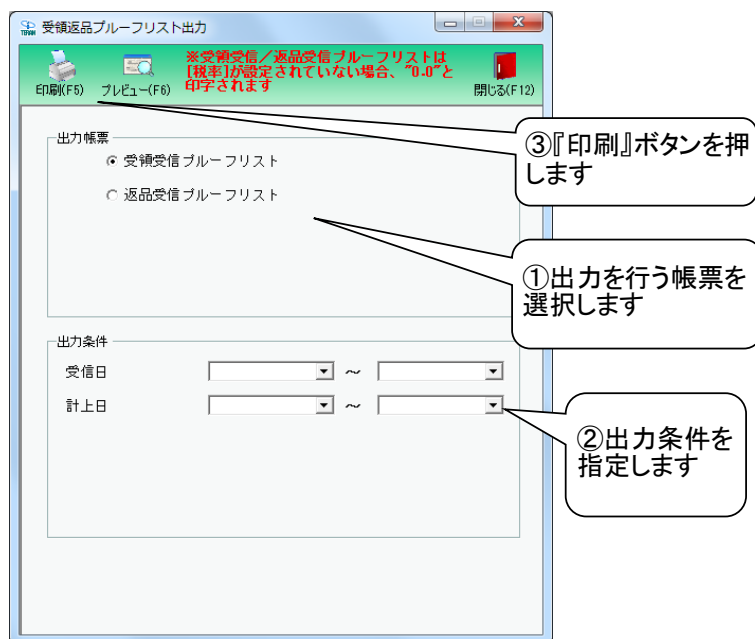 受領返品プルーフリスト出力
※受領受信／返品受信プルーフリストは
[税率]が設定されていない場合、"0.0"と
印字されます
印刷(F5)
プレビュー(F6)
閉じる(F12)
③『印刷』ボタンを押
します
出力帳票
受領受信プルーフリスト
返品受信プルーフリスト
①出力を行う帳票を
選択します
出力条件
受信日
～
計上日
～
②出力条件を
指定します